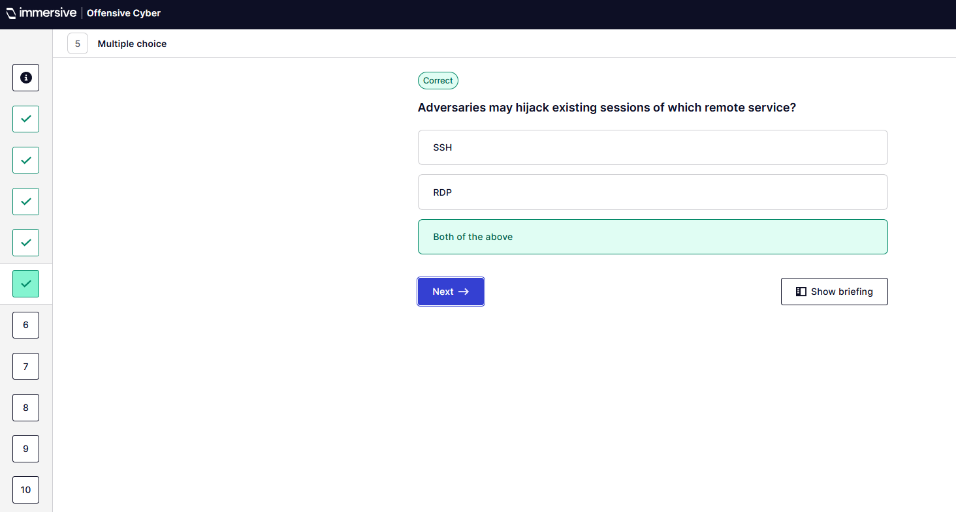 immersive | Offensive Cyber
5 Multiple choice
Correct
Adversaries may hijack existing sessions of which remote service?
SSH
RDP
Both of the above
Next → Show briefing
6
7
8
9
10